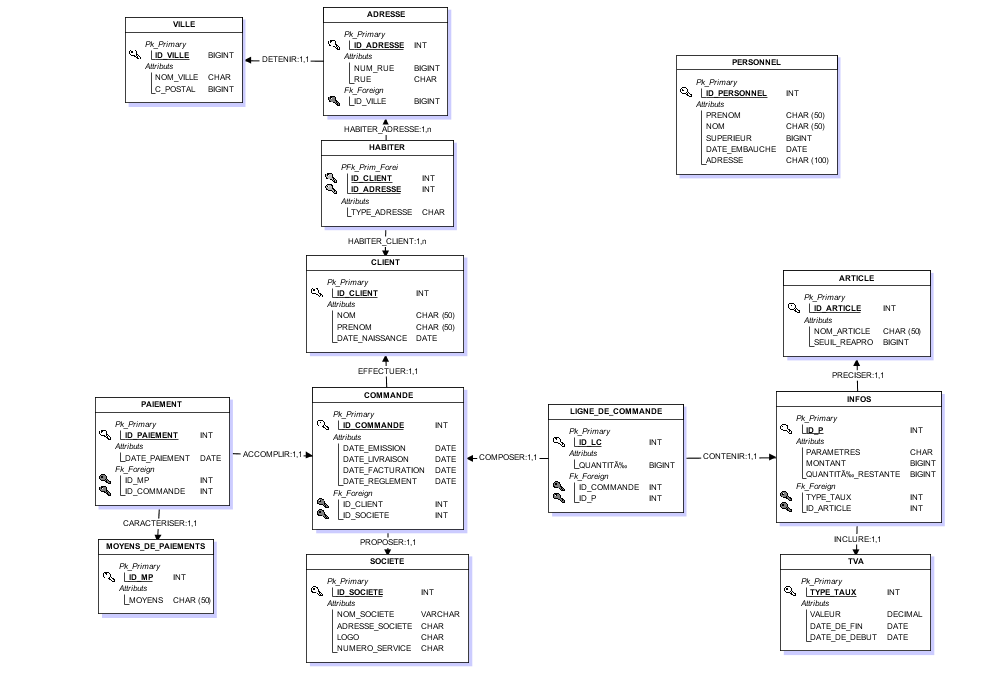 VILLE
Pk_Primary
ID_VILLE BIGINT
Attributs
NOM_VILLE CHAR
C_POSTAL BIGINT
DETENIR:1,1
ADRESSE
Pk_Primary
ID_ADRESSE INT
Attributs
NUM_RUE BIGINT
RUE CHAR
Fk_Foreign
ID_VILLE BIGINT
HABITER_ADRESSE:1,n
HABITER
PFk_Prim_Forei
ID_CLIENT INT
ID_ADRESSE INT
Attributs
TYPE_ADRESSE CHAR
HABITER_CLIENT:1,n
PERSONNEL
Pk_Primary
ID_PERSONNEL INT
Attributs
PRENOM CHAR (50)
NOM CHAR (50)
SUPERIEUR BIGINT
DATE_EMBAUCHE DATE
ADRESSE CHAR (100)
CLIENT
Pk_Primary
ID_CLIENT INT
Attributs
NOM CHAR (50)
PRENOM CHAR (50)
DATE_NAISSANCE DATE
EFFECTUER:1,1
ARTICLE
Pk_Primary
ID_ARTICLE INT
Attributs
NOM_ARTICLE CHAR (50)
SEUIL_REAPRO BIGINT
PRECISER:1,1
PAIEMENT
Pk_Primary
ID_PAIEMENT INT
Attributs
DATE_PAIEMENT DATE
Fk_Foreign
ID_MP INT
ID_COMMANDE INT
ACCOMPLIR:1,1
CARACTERISER:1,1
COMMANDE
Pk_Primary
ID_COMMANDE INT
Attributs
DATE_EMISSION DATE
DATE_LIVRAISON DATE
DATE_FACTURATION DATE
DATE_REGLEMENT DATE
Fk_Foreign
ID_CLIENT INT
ID_SOCIETE INT
COMPOSER:1,1
PROPOSER:1,1
LIGNE_DE_COMMANDE
Pk_Primary
ID_LC INT
Attributs
QUANTITÃ‰ BIGINT
Fk_Foreign
ID_COMMANDE INT
ID_P INT
CONTENIR:1,1
INFOS
Pk_Primary
ID_P INT
Attributs
PARAMETRES CHAR
MONTANT BIGINT
QUANTITÃ‰_RESTANTE BIGINT
Fk_Foreign
TYPE_TAUX INT
ID_ARTICLE INT
INCLURE:1,1
MOYENS_DE_PAIEMENTS
Pk_Primary
ID_MP INT
Attributs
MOYENS CHAR (50)
SOCIETE
Pk_Primary
ID_SOCIETE INT
Attributs
NOM_SOCIETE VARCHAR
ADRESSE_SOCIETE CHAR
LOGO CHAR
NUMERO_SERVICE CHAR
TVA
Pk_Primary
TYPE_TAUX INT
Attributs
VALEUR DECIMAL
DATE_DE_FIN DATE
DATE_DE_DEBUT DATE